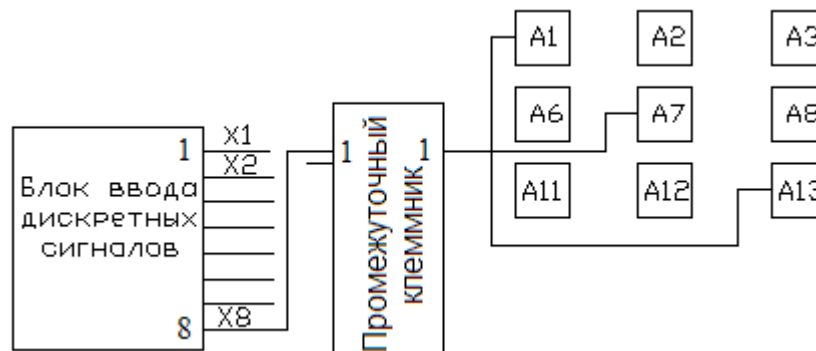 A1 A2 A3
A6 A7 A8
A11 A12 A13
1 X1
X2
Блок ввода
дискретных
сигналов
8 X8
1 1
Промежуточный
клеммник